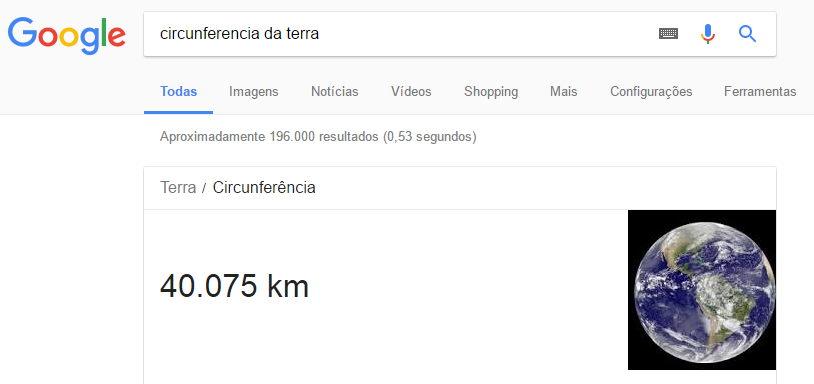 Google circunferencia da terra
Todas Imagens Notícias Vídeos Shopping Mais Configurações Ferramentas
Aproximadamente 196.000 resultados (0,53 segundos)
Terra / Circunferência
40.075 km